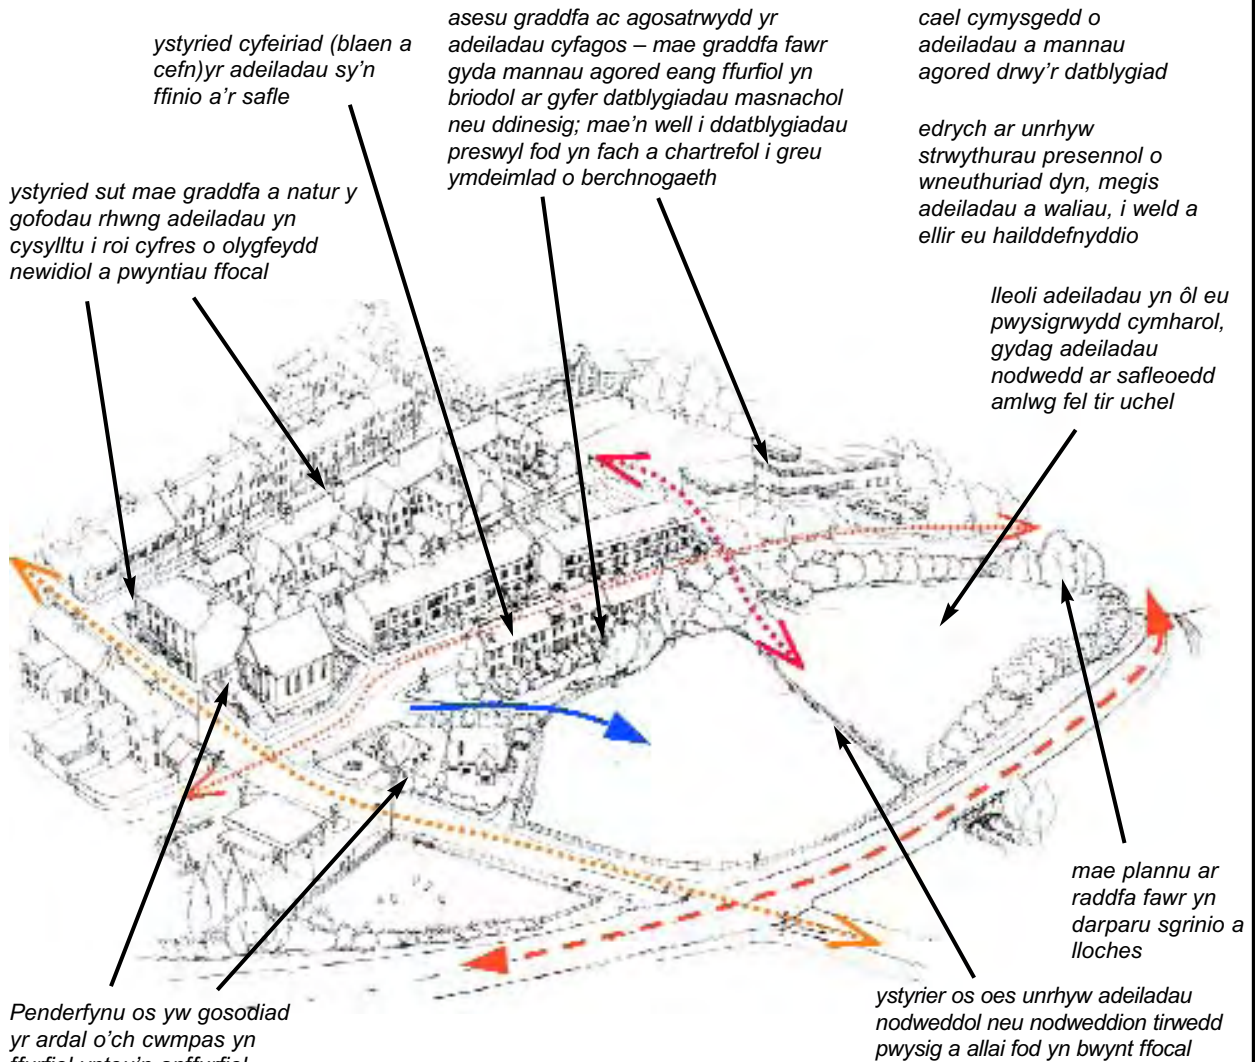 ystyried cyfeiriad (blaen a
cefn)yr adeiladau sy'n
ffinio a'r safle
asesu graddfa ac agosatrwydd yr
adeiladau cyfagos – mae graddfa fawr
gyda mannau agored eang ffurfiol yn
briodol ar gyfer datblygiadau masnachol
neu ddinesig; mae'n well i ddatblygiadau
preswyl fod yn fach a chartrefol i greu
ymdeimlad o berchnogaeth
cael cymysgedd o
adeiladau a mannau
agored drwy'r datblygiad
edrych ar unrhyw
strwythurau presennol o
wneuthuriad dyn, megis
adeiladau a waliau, i weld a
ellir eu hailddefnyddio
ystyried sut mae graddfa a natur y
gofodau rhwng adeiladau yn
cysylltu i roi cyfres o olygfeydd
newidiol a pwyntiau ffocal
lleoli adeiladau yn ôl eu
pwysigrwydd cymharol,
gydag adeiladau
nodwedd ar safleoedd
amlwg fel tir uchel
mae plannu ar
raddfa fawr yn
darparu sgrinio a
lloches
Penderfynu os yw gosodiad
yr ardal o'ch cwmpas yn
ystyrier os oes unrhyw adeiladau
nodweddol neu nodweddion tirwedd
pwysig a allai fod yn bwynt ffocal